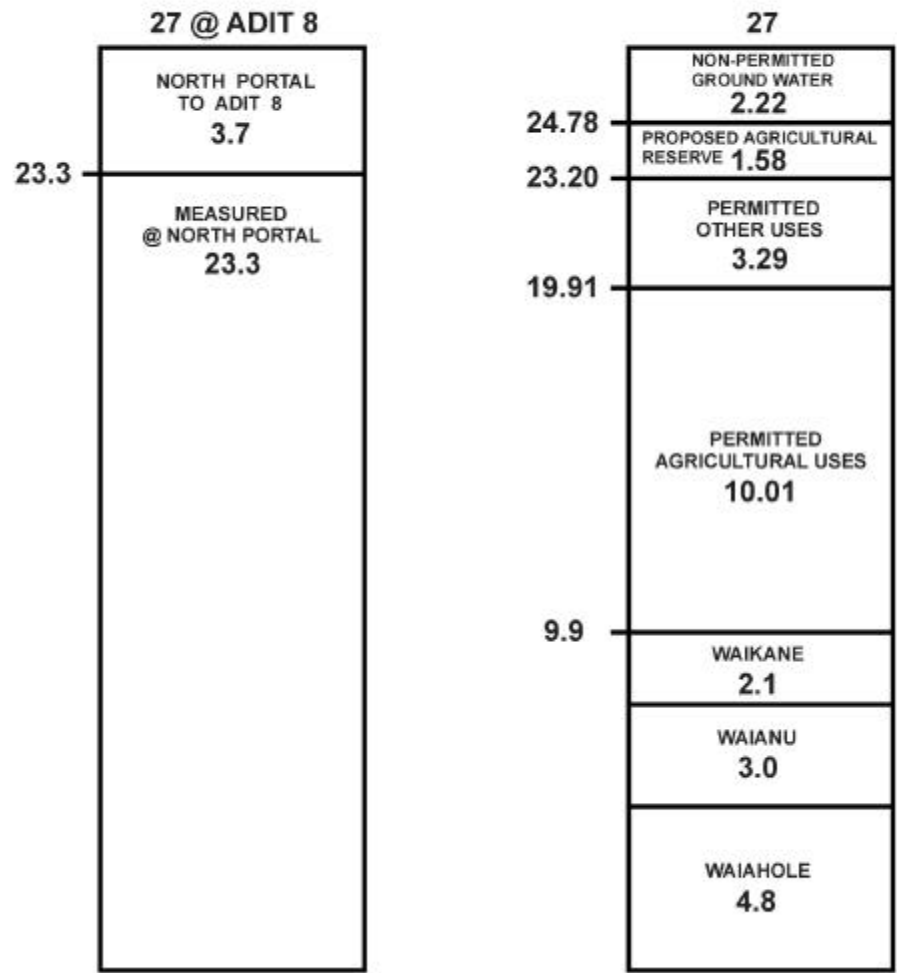 27 @ ADIT 8
NORTH PORTAL
TO ADIT 8
3.7
23.3
MEASURED
@ NORTH PORTAL
23.3
27
NON-PERMITTED
GROUND WATER
2.22
24.78
PROPOSED AGRICULTURAL
RESERVE 1.58
23.20
PERMITTED
OTHER USES
3.29
19.91
PERMITTED
AGRICULTURAL USES
10.01
9.9
WAIKANE
2.1
WAIANU
3.0
WAIAHOLE
4.8